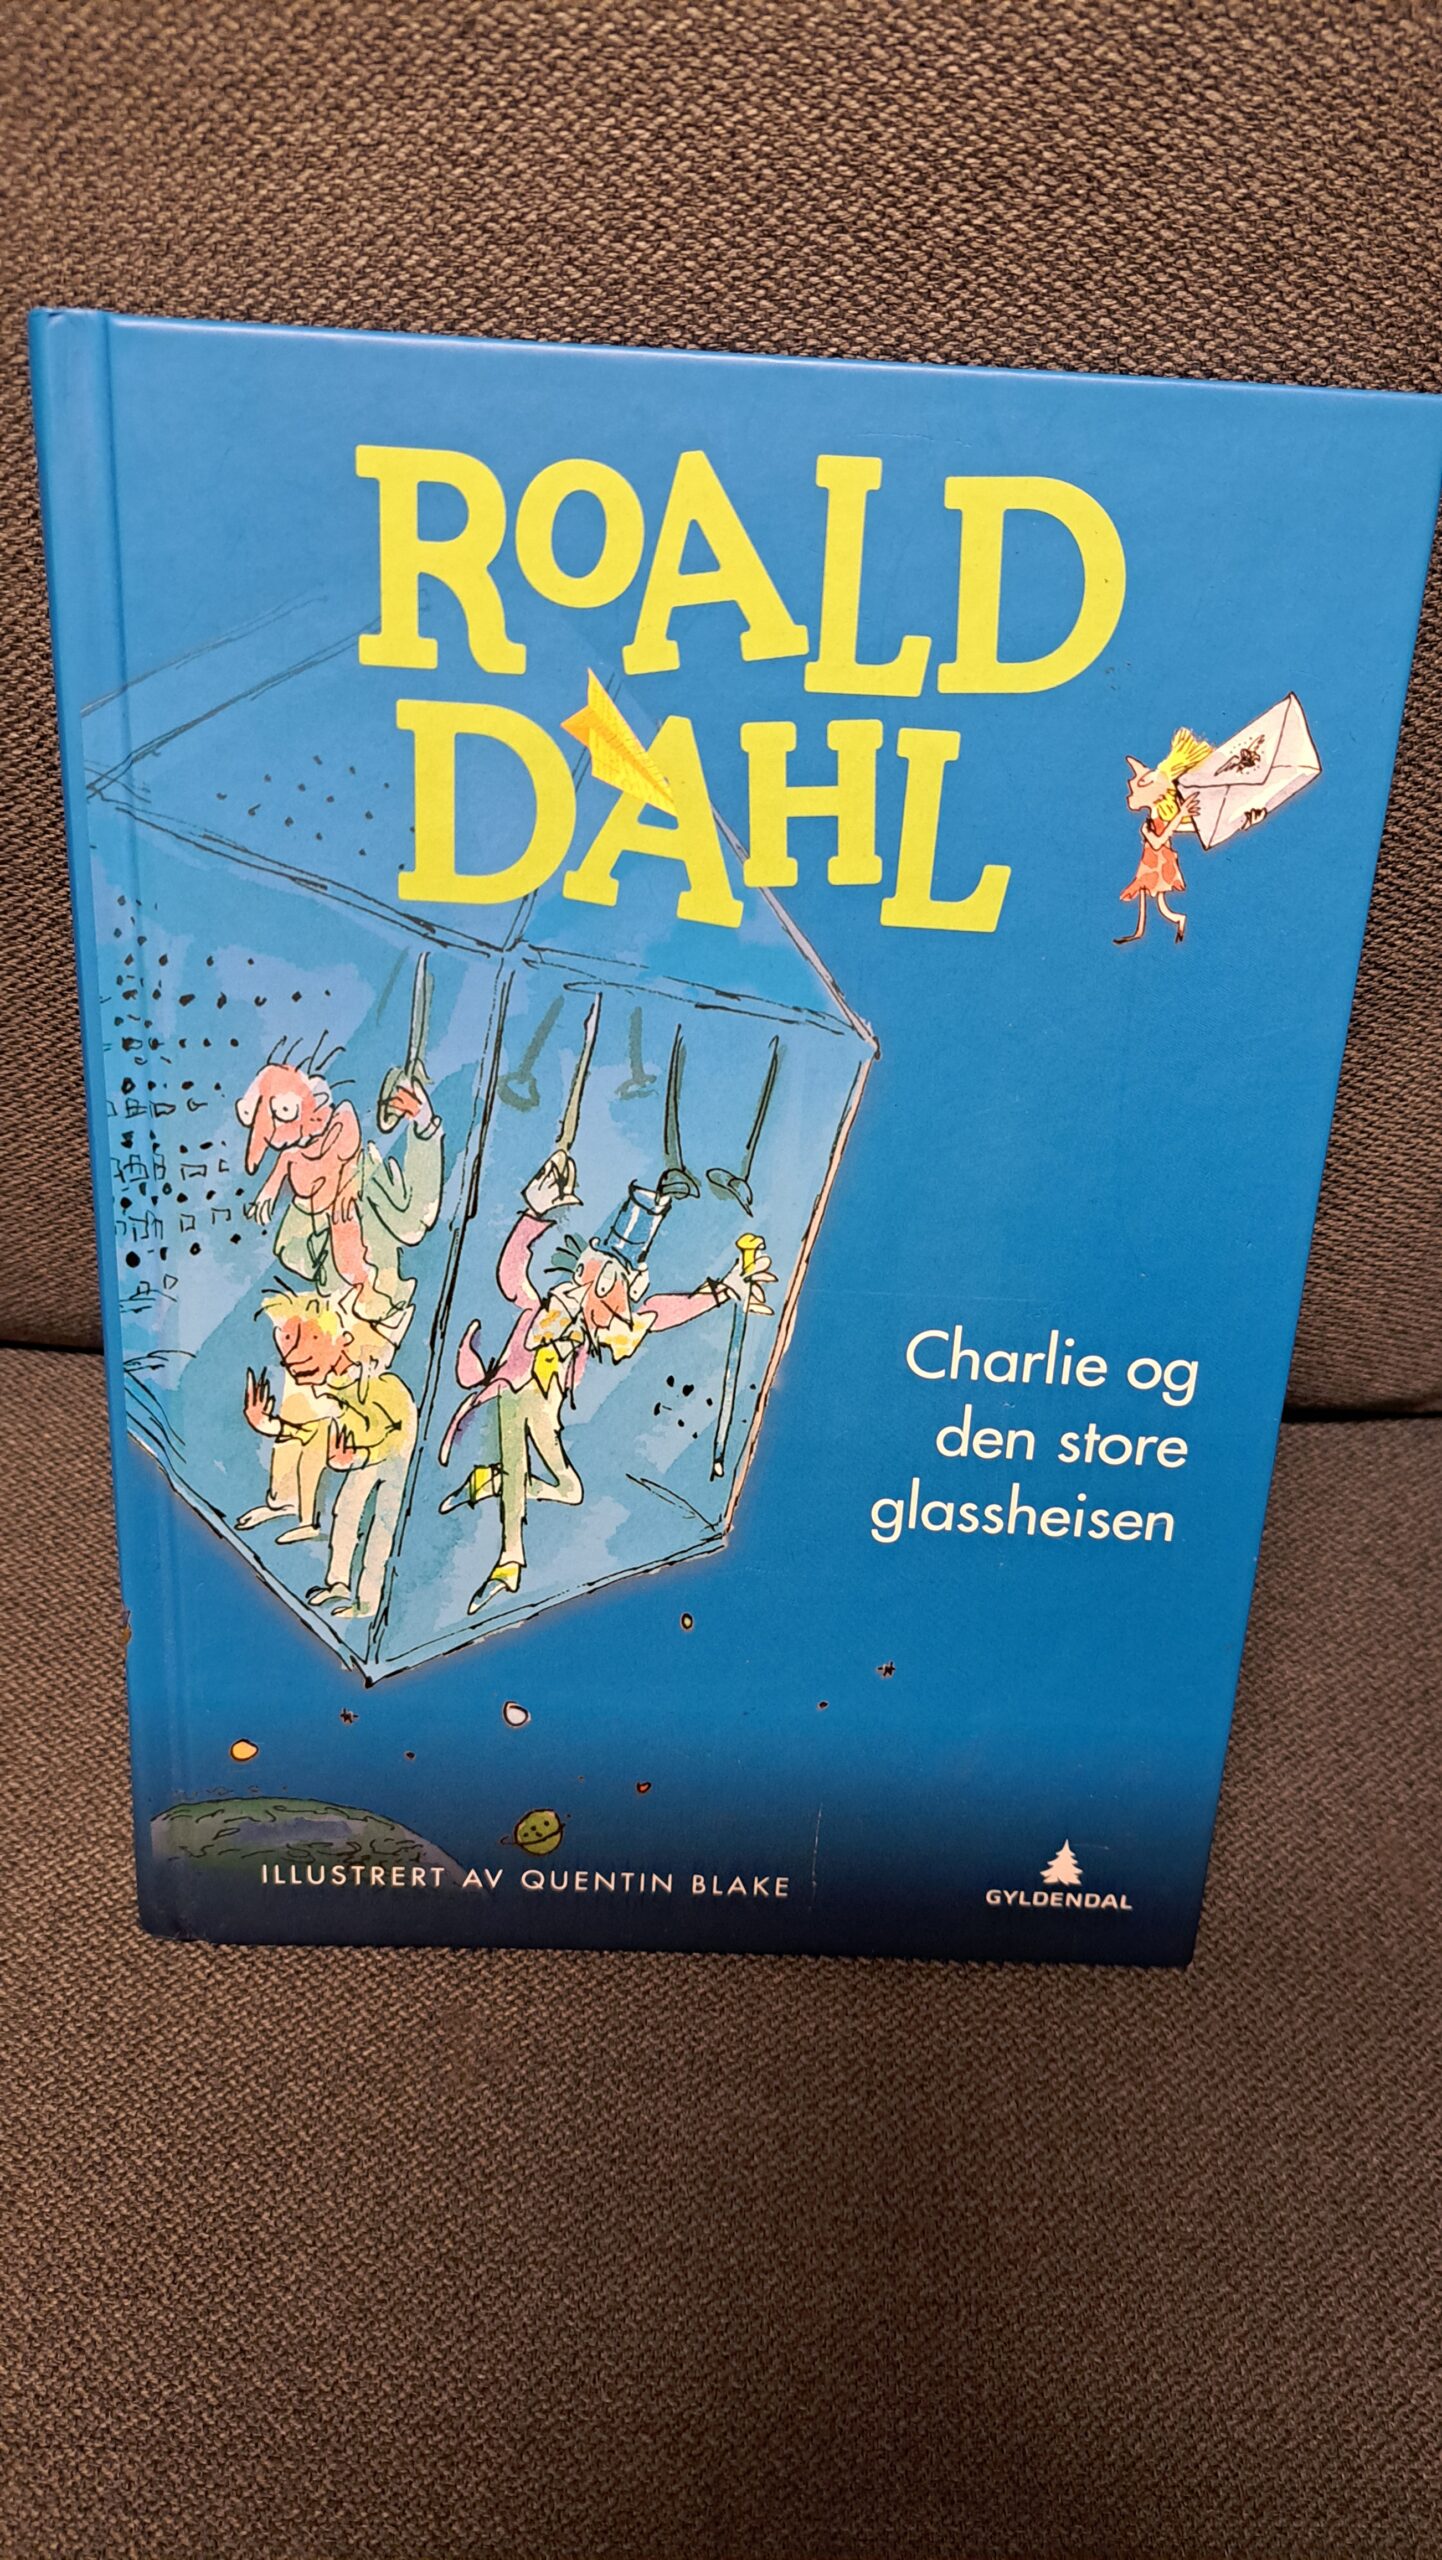 ROALD
DAHL
Charlie og
den store
glassheisen
ILLUSTRERT AV QUENTIN BLAKE
GYLDENDAL